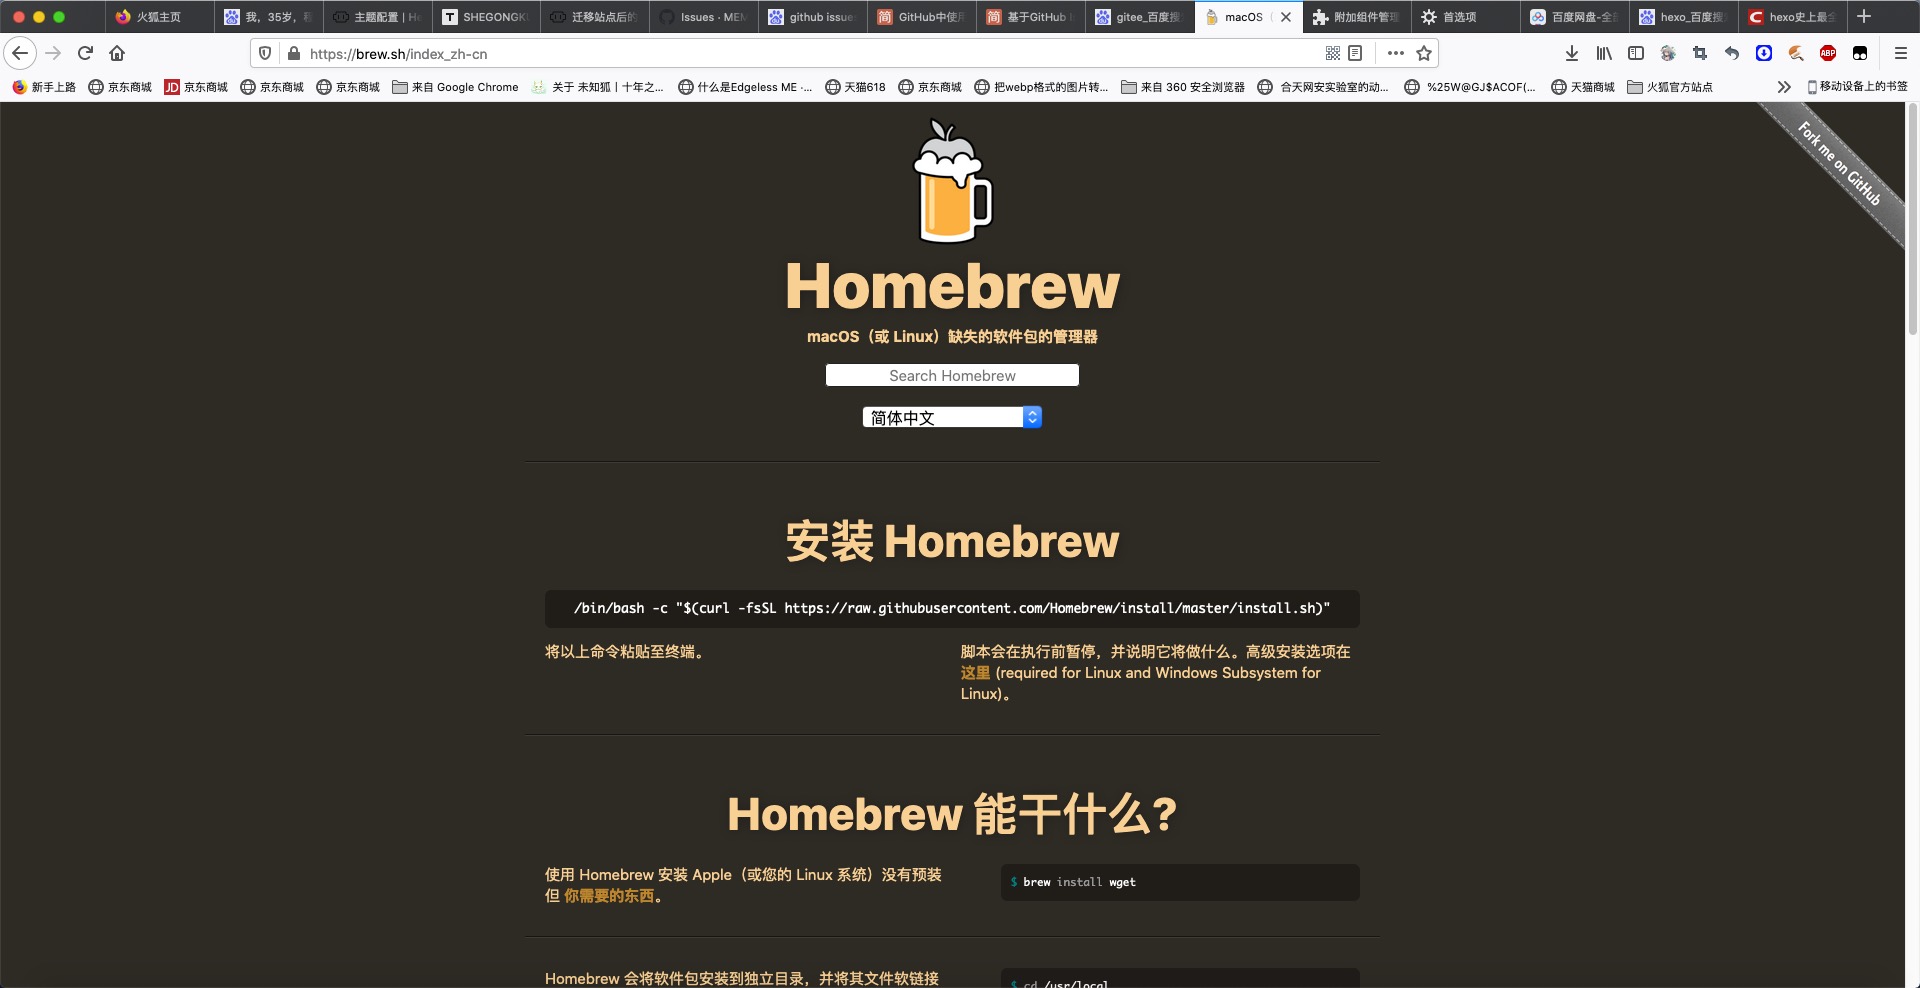 火狐主页
我，35岁，
主题配置 | He
SHEGONGKU
迁移站点后的
Issues · MEM
github issue
GitHub中使用
基于GitHub
gitee_百度搜
macOS
附加组件管理
首选项
百度网盘-全部
hexo_百度搜索
hexo史上最全
https://brew.sh/index_zh-cn
新手上路
京东商城
JD 京东商城
京东商城
京东商城
来自 Google Chrome
关于 未知狐丨十年之...
什么是Edgeless ME ·...
天猫618
京东商城
把webp格式的图片转...
来自 360 安全浏览器
合天网安实验室的动...
%25W@GJ$ACOF(...
天猫商城
火狐官方站点
移动设备上的书签
Fork me on GitHub
Homebrew
macOS（或 Linux）缺失的软件包的管理器
Search Homebrew
简体中文
安装 Homebrew
/bin/bash -c "$(curl -fsSL https://raw.githubusercontent.com/Homebrew/install/master/install.sh)"
将以上命令粘贴至终端。
脚本会在执行前暂停，并说明它将做什么。高级安装选项在
这里 (required for Linux and Windows Subsystem for
Linux)。
Homebrew 能干什么?
使用 Homebrew 安装 Apple（或您的 Linux 系统）没有预装
但 你需要的东西。
$ brew install wget
Homebrew 会将软件包安装到独立目录，并将其文件软链接
$ cd /usr/local